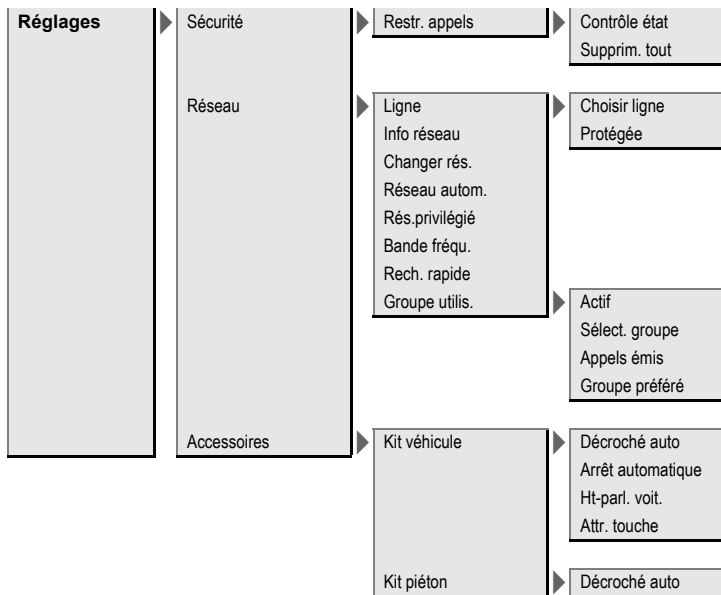 Réglages
Sécurité
Restr. appels
Contrôle état
Supprim. tout
Réseau
Ligne
Choisir ligne
Info réseau
Protégée
Changer rés.
Réseau autom.
Rés.privilégié
Bande fréqu.
Rech. rapide
Groupe utilis.
Actif
Sélect. groupe
Appels émis
Groupe préféré
Accessoires
Kit véhicule
Décroché auto
Arrêt automatique
Ht-parl. voit.
Attr. touche
Kit piéton
Décroché auto